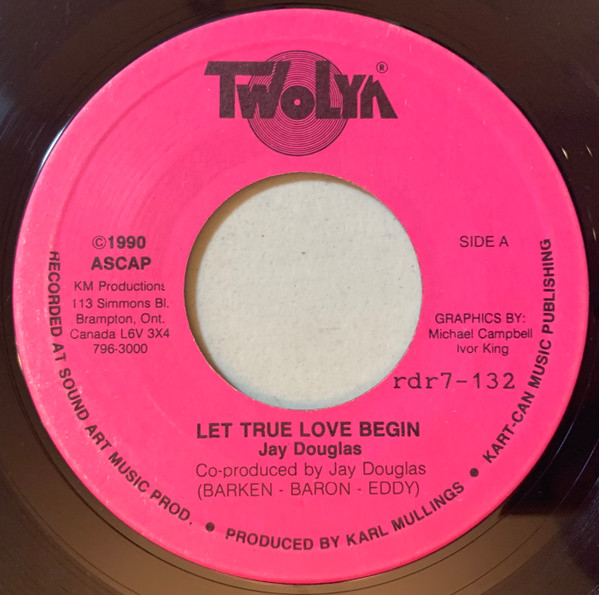 TWOLYN®
©1990
ASCAP
KM Productions
113 Simmons Bl.
Brampton, Ont.
Canada L6V 3X4
796-3000
SIDE A
GRAPHICS BY:
Michael Campbell
Ivor King
rdr7-132
LET TRUE LOVE BEGIN
Jay Douglas
Co-produced by Jay Douglas
(BARKEN - BARON - EDDY)
RECORDED AT SOUND ART MUSIC PROD. • PRODUCED BY KARL MULLINGS • KART-CAN MUSIC PUBLISHING